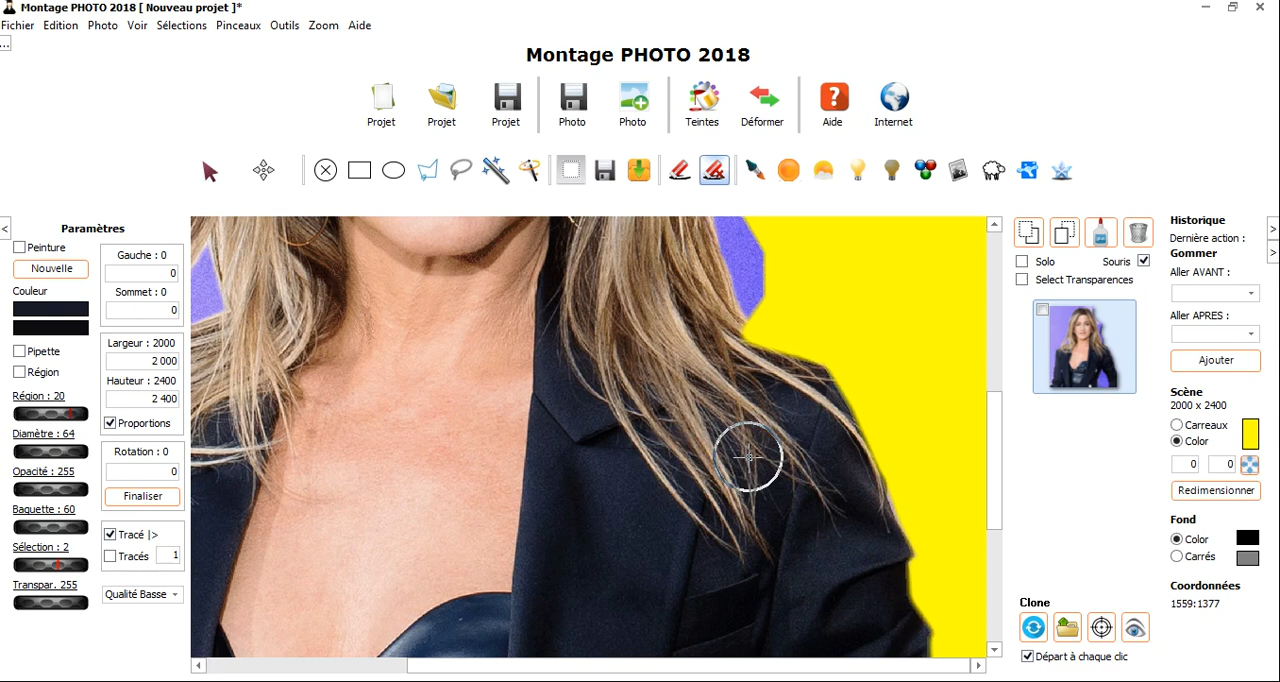 Montage PHOTO 2018 [ Nouveau projet ]*
Fichier Edition Photo Voir Sélections Pinceaux Outils Zoom Aide
...
Montage PHOTO 2018
Projet Projet Projet Photo Photo Teintes Déformer Aide Internet
<
Paramètres
Peinture
Nouvelle
Couleur
Pipette
Région
Région : 20
Diamètre : 64
Opacité : 255
Baguette : 60
Sélection : 2
Transpar. 255
Gauche : 0
0
Sommet : 0
0
Largeur : 2000
2 000
Hauteur : 2400
2 400
Proportions
Rotation : 0
0
Finaliser
Tracé |>
Tracés 1
Qualité Basse
Solo Souris
Select Transparences
Clone
Départ à chaque clic
Historique
Dernière action :
Gommer
Aller AVANT :
Aller APRES :
Ajouter
Scène
2000 x 2400
Carreaux
Color
0 0
Redimensionner
Fond
Color
Carrés
Coordonnées
1559:1377
>
>